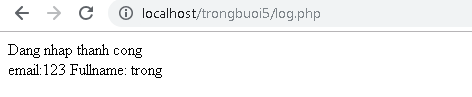 localhost/trongbuoi5/log.php
Dang nhap thanh cong
email:123 Fullname: trong